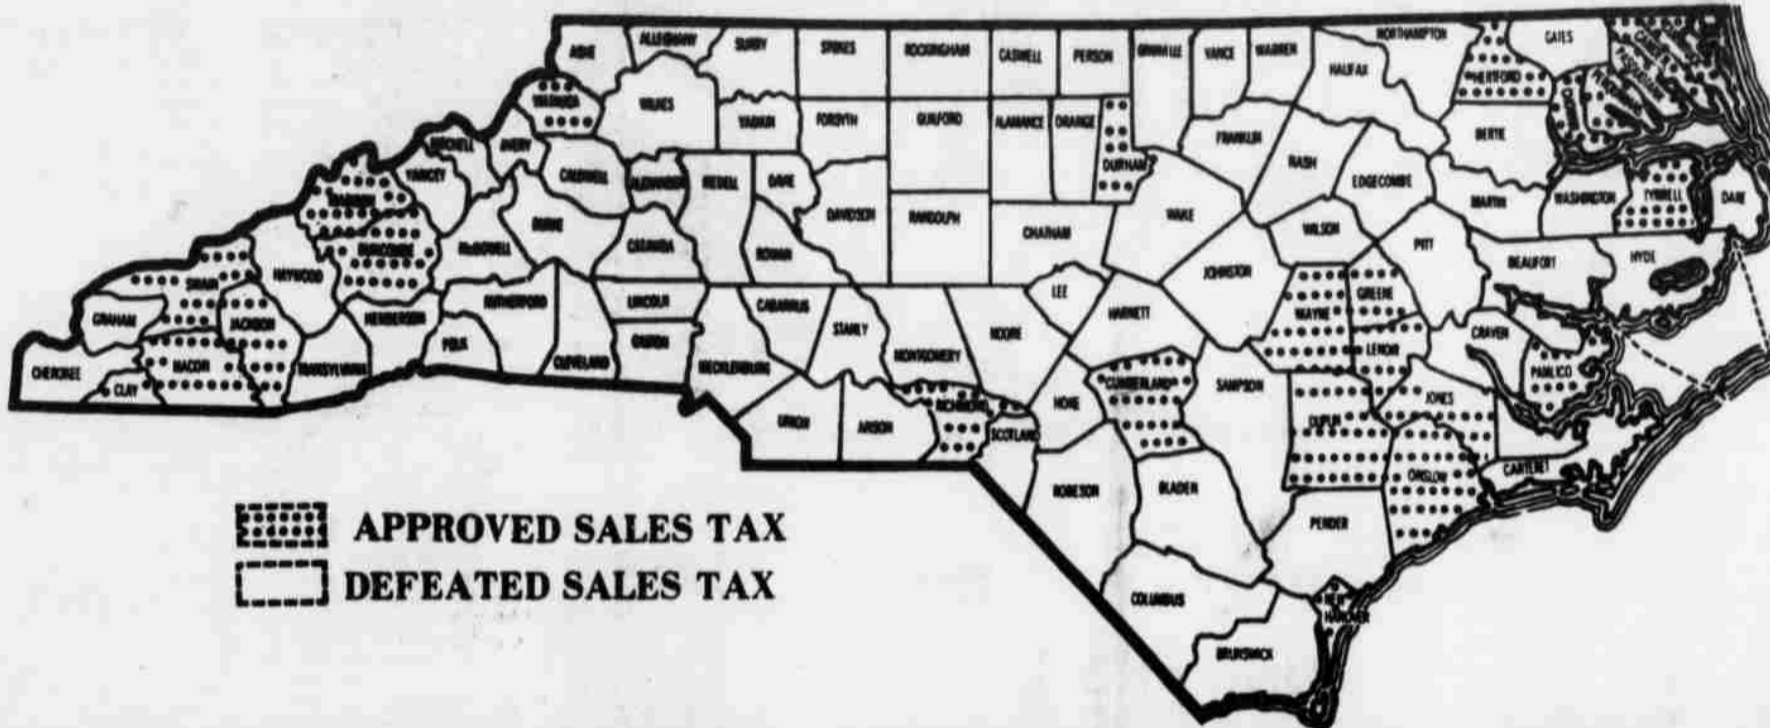 ASHE
ALLEGHANY
SURRY
STOKES
ROCKINGHAM
CASWELL
PERSON
GRANVILLE
VANCE
WARREN
NORTHAMPTON
GATES
HALIFAX
HERTFORD
WATAUGA
WILKES
YADKIN
FORSYTH
GUILFORD
ALAMANCE
ORANGE
DURHAM
FRANKLIN
NASH
BERTIE
MITCHELL
AVERY
YANCEY
CALDWELL
ALEXANDER
IREDELL
DAVIE
EDGECOMBE
MADISON
DAVIDSON
RANDOLPH
CHATHAM
WAKE
WILSON
MARTIN
WASHINGTON
TYRRELL
DARE
BURKE
BUNCOMBE
McDOWELL
CATAWBA
ROWAN
PITT
BEAUFORT
HYDE
HAYWOOD
SWAIN
RUTHERFORD
LINCOLN
CABARRUS
STANLY
LEE
JOHNSTON
GREENE
WAYNE
GRAHAM
JACKSON
HENDERSON
POLK
CLEVELAND
GASTON
MECKLENBURG
MONTGOMERY
MOORE
HARNETT
LENOIR
CRAVEN
PAMLICO
CHEROKEE
MACON
CLAY
TRANSYLVANIA
RICHMOND
HOKE
CUMBERLAND
SAMPSON
JONES
UNION
ANSON
SCOTLAND
DUPLIN
ONSLOW
CARTERET
ROBESON
BLADEN
PENDER
APPROVED SALES TAX
DEFEATED SALES TAX
COLUMBUS
NEW
HANOVER
BRUNSWICK